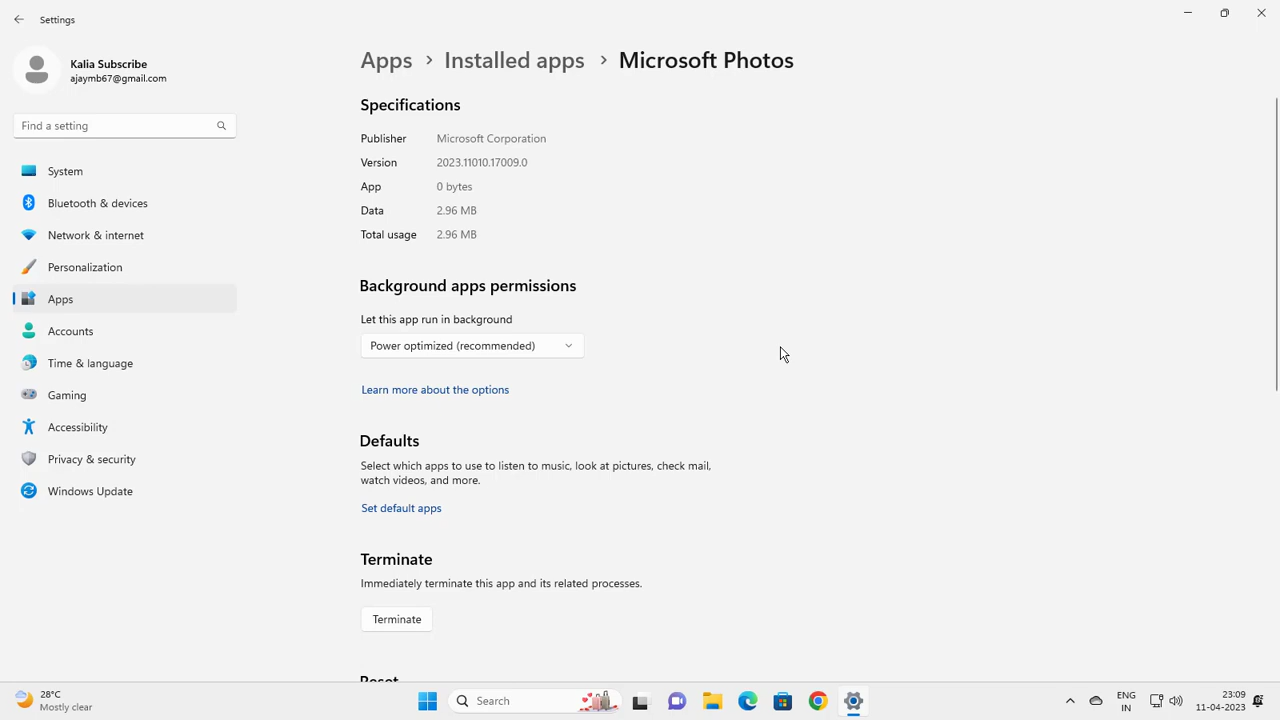 Settings
Kalia Subscribe
ajaymb67@gmail.com
Find a setting
System
Bluetooth & devices
Network & internet
Personalization
Apps
Accounts
Time & language
Gaming
Accessibility
Privacy & security
Windows Update
Apps > Installed apps > Microsoft Photos
Specifications
Publisher Microsoft Corporation
Version 2023.11010.17009.0
App 0 bytes
Data 2.96 MB
Total usage 2.96 MB
Background apps permissions
Let this app run in background
Power optimized (recommended)
Learn more about the options
Defaults
Select which apps to use to listen to music, look at pictures, check mail,
watch videos, and more.
Set default apps
Terminate
Immediately terminate this app and its related processes.
Terminate
Reset
28°C
Mostly clear
Search
ENG
IN
23:09
11-04-2023